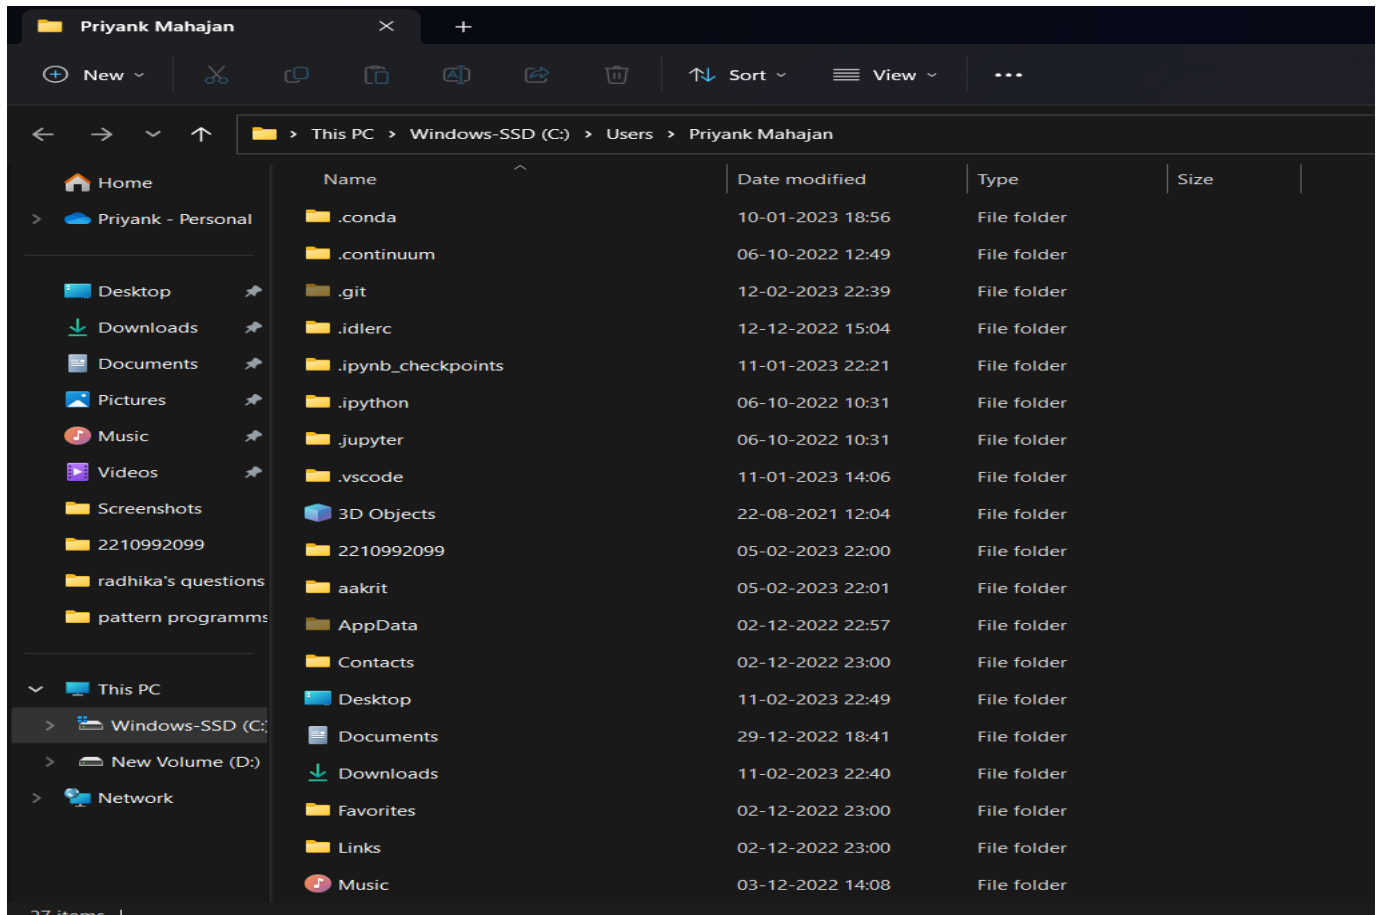 Priyank Mahajan
New Sort View
This PC > Windows-SSD (C:) > Users > Priyank Mahajan
Name Date modified Type Size
Home
Priyank - Personal
Desktop
Downloads
Documents
Pictures
Music
Videos
Screenshots
2210992099
radhika's questions
pattern programms
This PC
Windows-SSD (C:)
New Volume (D:)
Network
.conda 10-01-2023 18:56 File folder
.continuum 06-10-2022 12:49 File folder
.git 12-02-2023 22:39 File folder
.idlerc 12-12-2022 15:04 File folder
.ipynb_checkpoints 11-01-2023 22:21 File folder
.ipython 06-10-2022 10:31 File folder
.jupyter 06-10-2022 10:31 File folder
.vscode 11-01-2023 14:06 File folder
3D Objects 22-08-2021 12:04 File folder
2210992099 05-02-2023 22:00 File folder
aakrit 05-02-2023 22:01 File folder
AppData 02-12-2022 22:57 File folder
Contacts 02-12-2022 23:00 File folder
Desktop 11-02-2023 22:49 File folder
Documents 29-12-2022 18:41 File folder
Downloads 11-02-2023 22:40 File folder
Favorites 02-12-2022 23:00 File folder
Links 02-12-2022 23:00 File folder
Music 03-12-2022 14:08 File folder